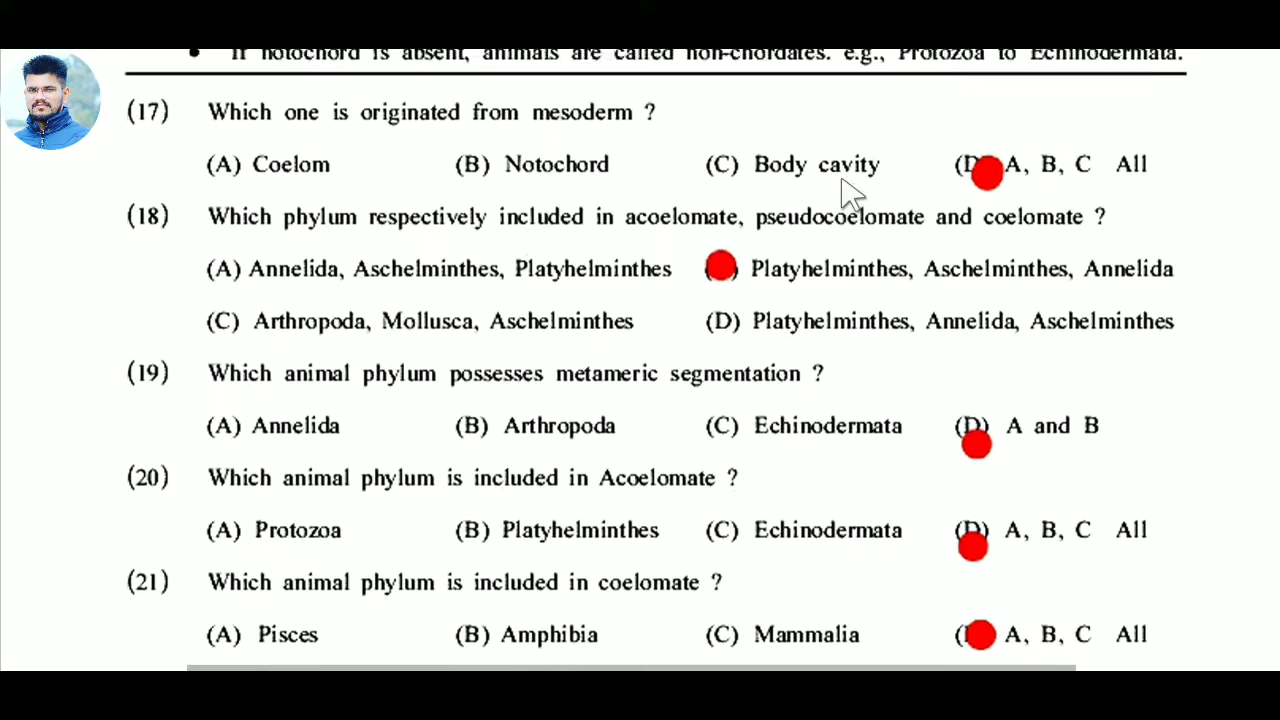 • If notochord is absent, animals are called non-chordates. e.g., Protozoa to Echinodermata.
(17) Which one is originated from mesoderm ?
(A) Coelom (B) Notochord (C) Body cavity (D) A, B, C All
(18) Which phylum respectively included in acoelomate, pseudocoelomate and coelomate ?
(A) Annelida, Aschelminthes, Platyhelminthes Platyhelminthes, Aschelminthes, Annelida
(C) Arthropoda, Mollusca, Aschelminthes (D) Platyhelminthes, Annelida, Aschelminthes
(19) Which animal phylum possesses metameric segmentation ?
(A) Annelida (B) Arthropoda (C) Echinodermata (D) A and B
(20) Which animal phylum is included in Acoelomate ?
(A) Protozoa (B) Platyhelminthes (C) Echinodermata (D) A, B, C All
(21) Which animal phylum is included in coelomate ?
(A) Pisces (B) Amphibia (C) Mammalia A, B, C All